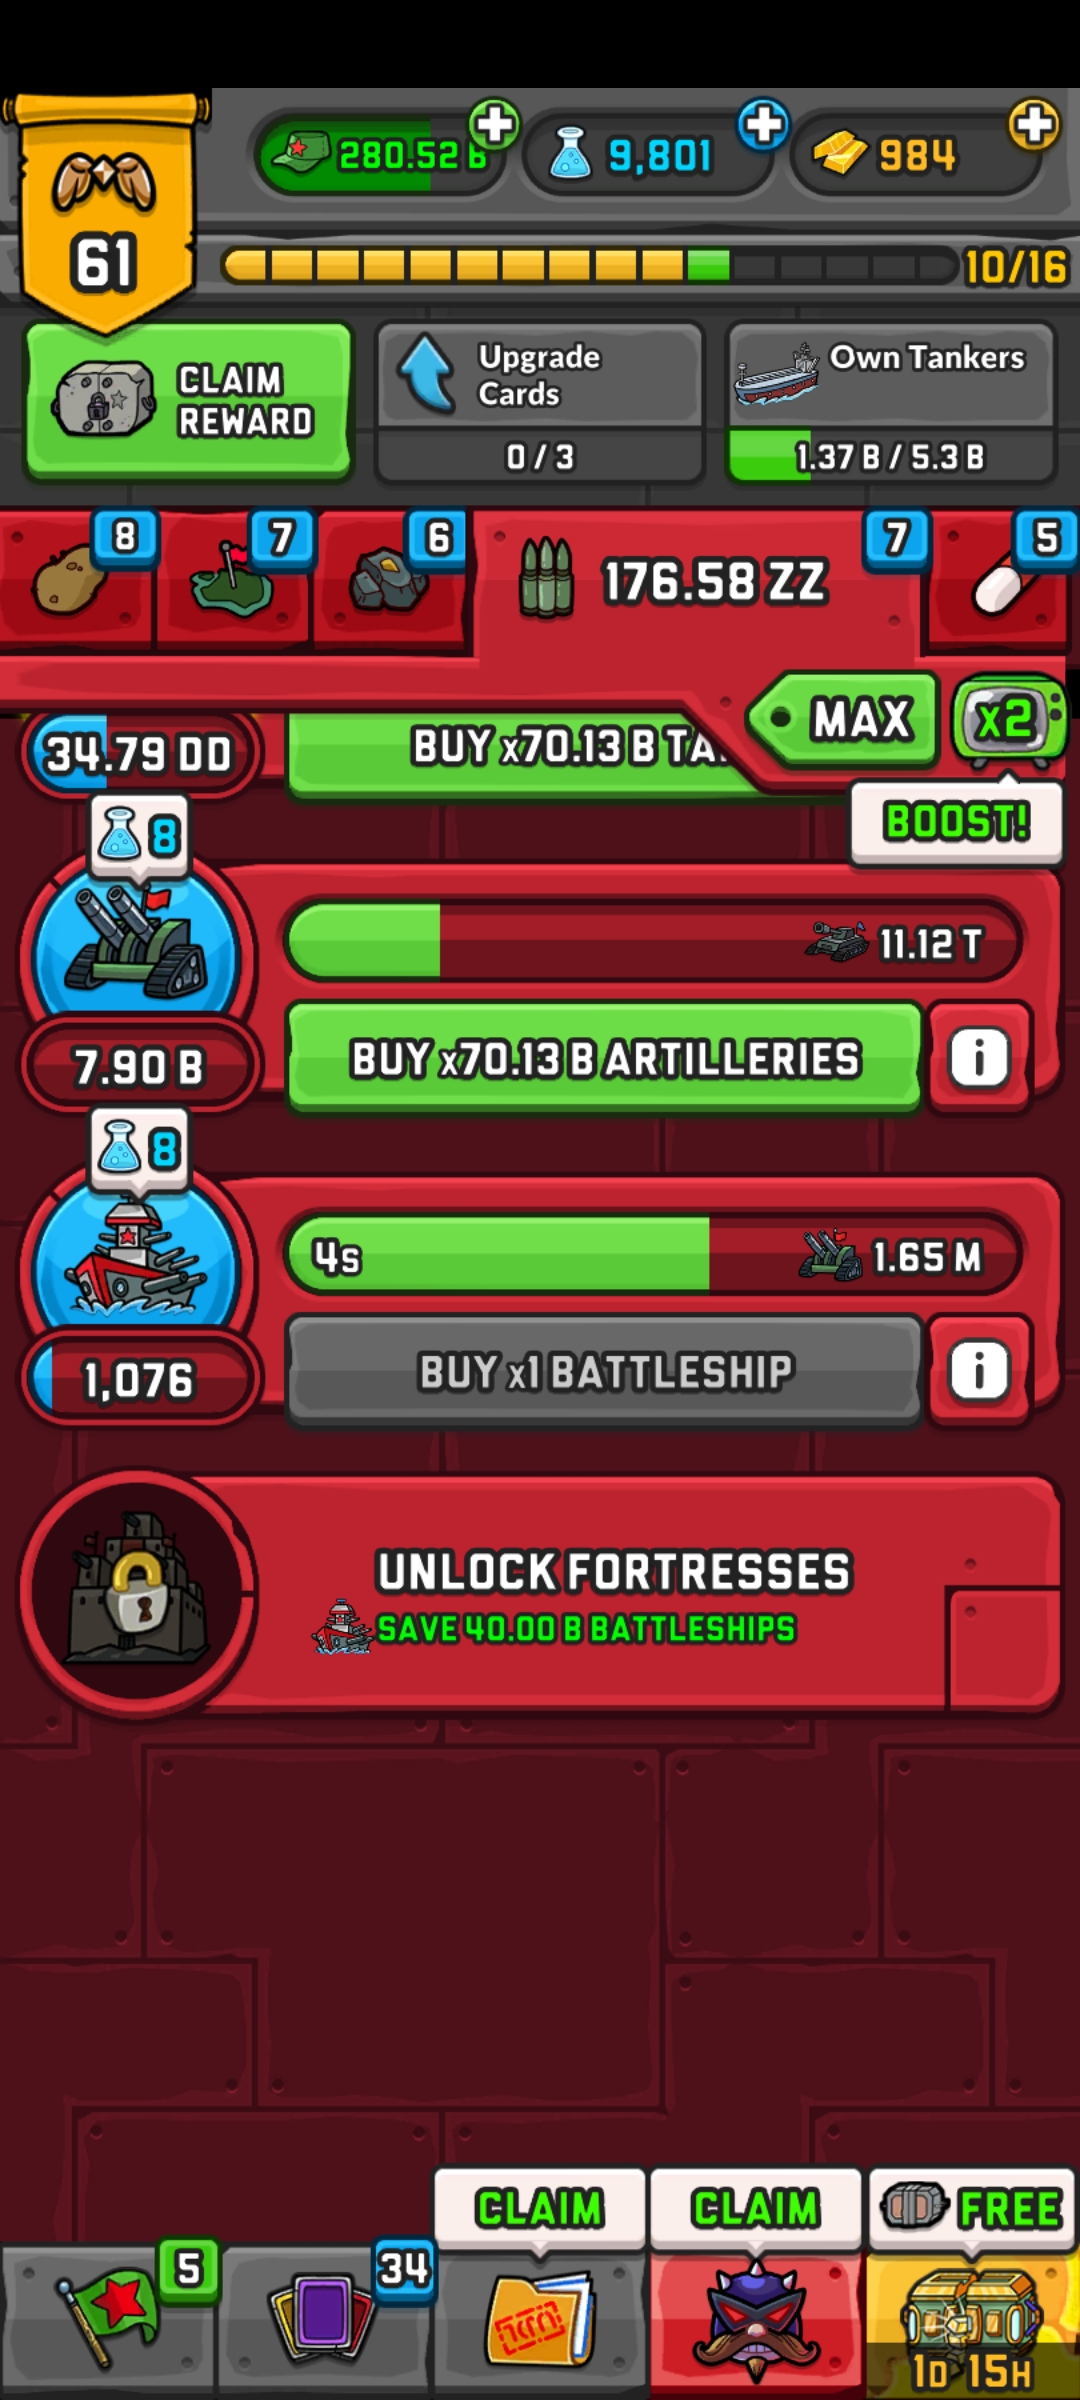 280.52 B
9,801
984
61
10/16
CLAIM
REWARD
Upgrade
Cards
0 / 3
Own Tankers
1.37 B / 5.3 B
8
7
6
176.58 ZZ
7
5
MAX
x2
34.79 DD
BUY x70.13 B TA
BOOST!
8
11.12 T
7.90 B
BUY x70.13 B ARTILLERIES
i
8
4s
1.65 M
1,076
BUY x1 BATTLESHIP
i
UNLOCK FORTRESSES
SAVE 40.00 B BATTLESHIPS
CLAIM
CLAIM
FREE
5
34
1D 15H